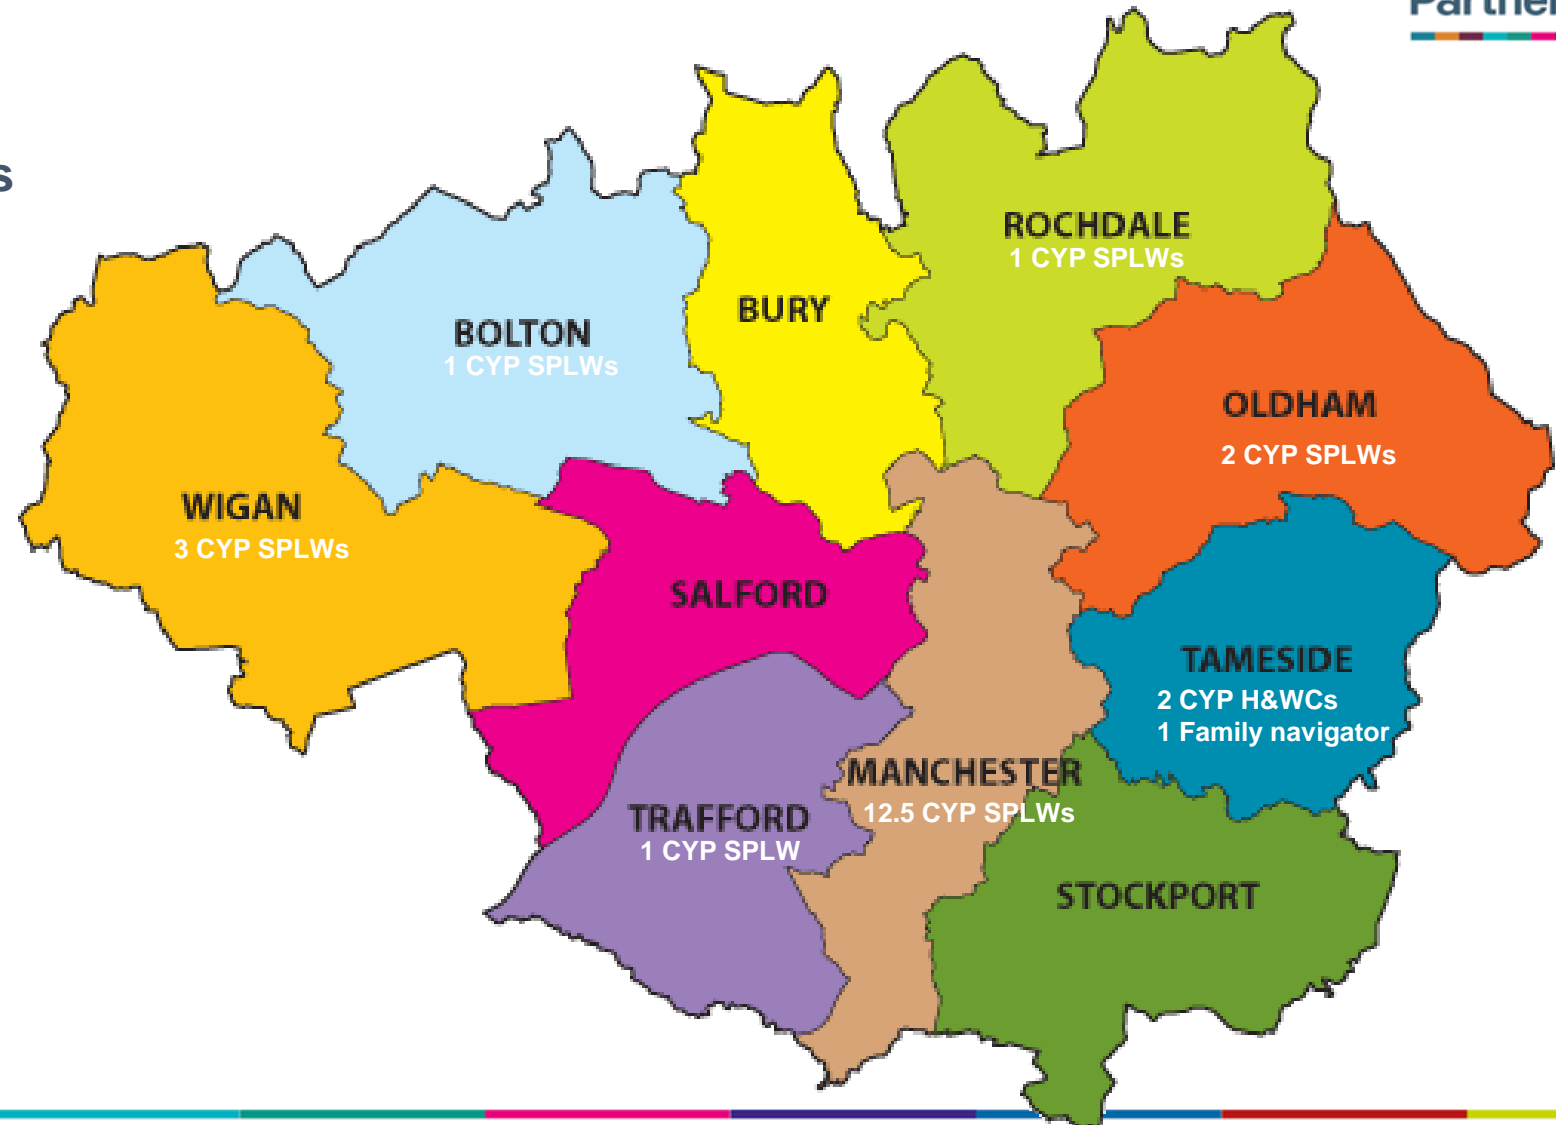 ROCHDALE
1 CYP SPLWs
BURY
BOLTON
1 CYP SPLWs
OLDHAM
2 CYP SPLWs
WIGAN
3 CYP SPLWs
SALFORD
TAMESIDE
2 CYP H&WCs
1 Family navigator
MANCHESTER
12.5 CYP SPLWs
TRAFFORD
1 CYP SPLW
STOCKPORT